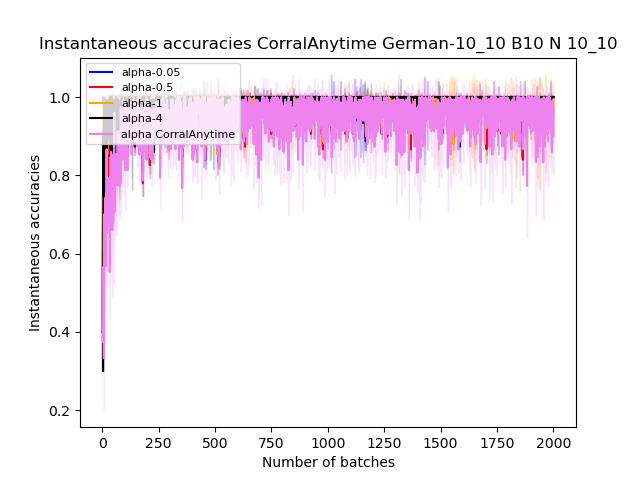 Instantaneous accuracies CorralAnytime German-10_10 B10 N 10_10
alpha-0.05
alpha-0.5
alpha-1
alpha-4
alpha CorralAnytime
Instantaneous accuracies
1.0
0.8
0.6
0.4
0.2
0 250 500 750 1000 1250 1500 1750 2000
Number of batches